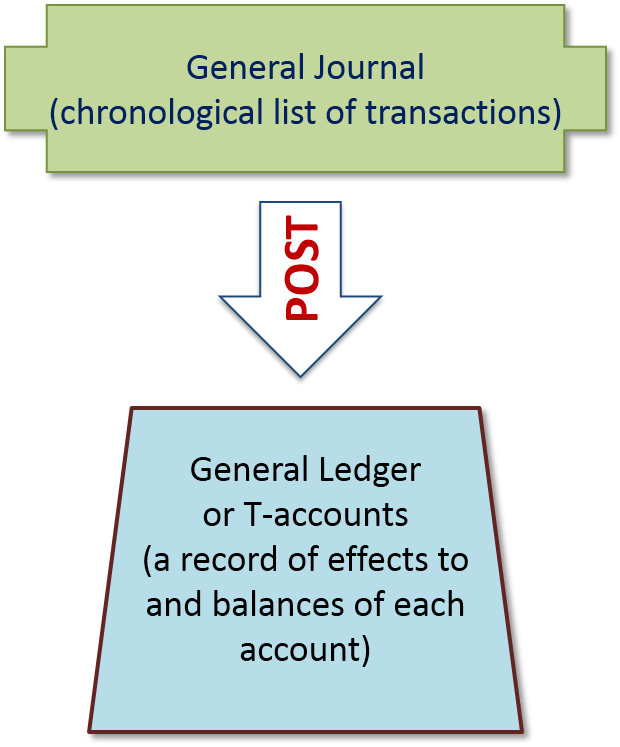 General Journal
(chronological list of transactions)
POST
General Ledger
or T-accounts
(a record of effects to
and balances of each
account)